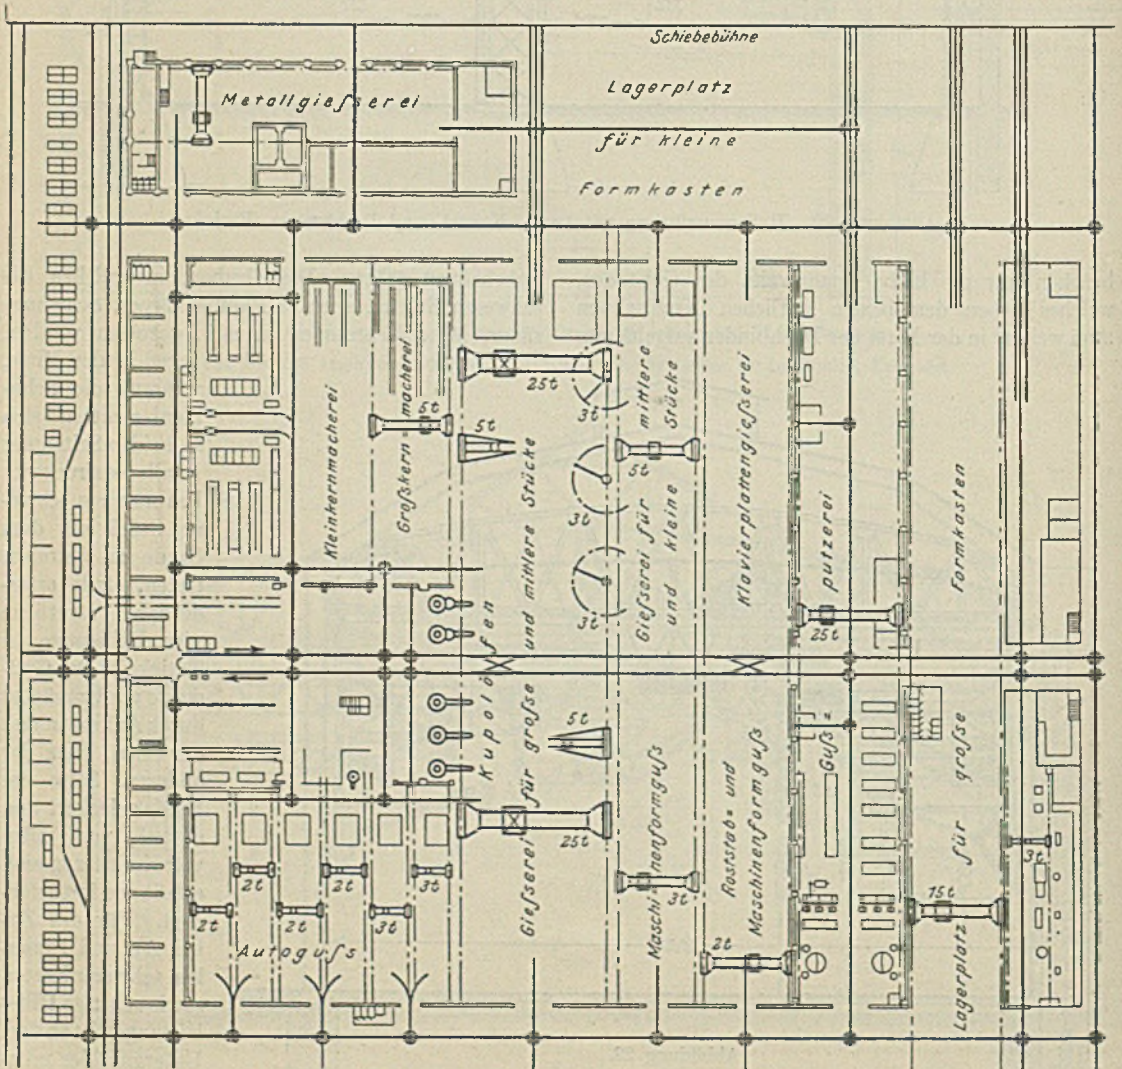 Schiebebühne
Metallgieſserei
Lagerplatz
für kleine
Formkasten
Kleinkernmacherei
Groſskern=macherei
5t
25t
5t
3t
3t
3t
5t
Gieſserei für groſse und mittlere Stücke
Gieſserei für mittlere
und kleine Stücke
Klavierplattengieſserei
Guſs=putzerei
25t
Lagerplatz für groſse Formkasten
Kupolöfen
5t
25t
Maschinenformguſs
3t
Roststab= und
Maschinenformguſs
2t
15t
3t
2t
2t
3t
2t
2t
3t
Autoguſs